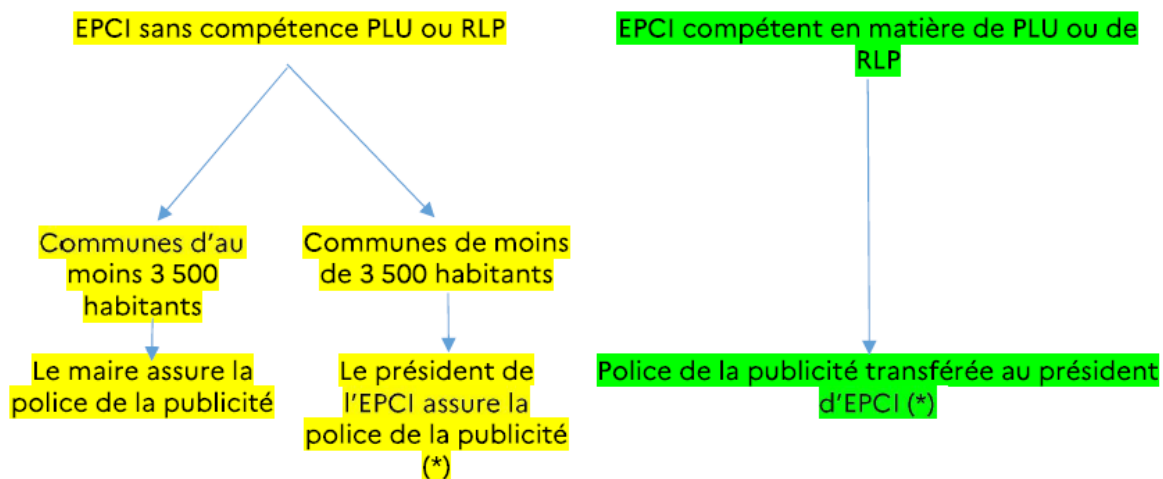 EPCI sans compétence PLU ou RLP
EPCI compétent en matière de PLU ou de
RLP
Communes d'au
moins 3 500
habitants
Communes de moins
de 3 500 habitants
Le maire assure la
police de la publicité
Le président de
l'EPCI assure la
police de la publicité
(*)
Police de la publicité transférée au président
d'EPCI (*)